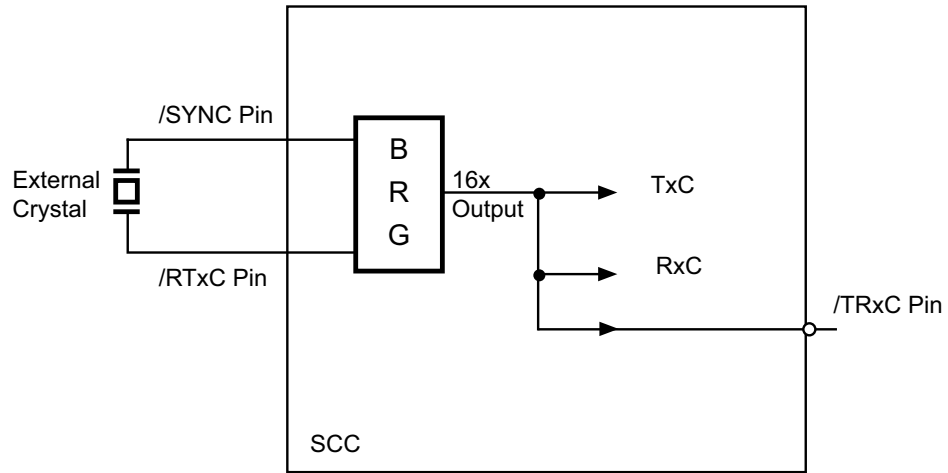 /SYNC Pin
External
Crystal
/RTxC Pin
B
R
G
16x
Output
TxC
RxC
/TRxC Pin
SCC